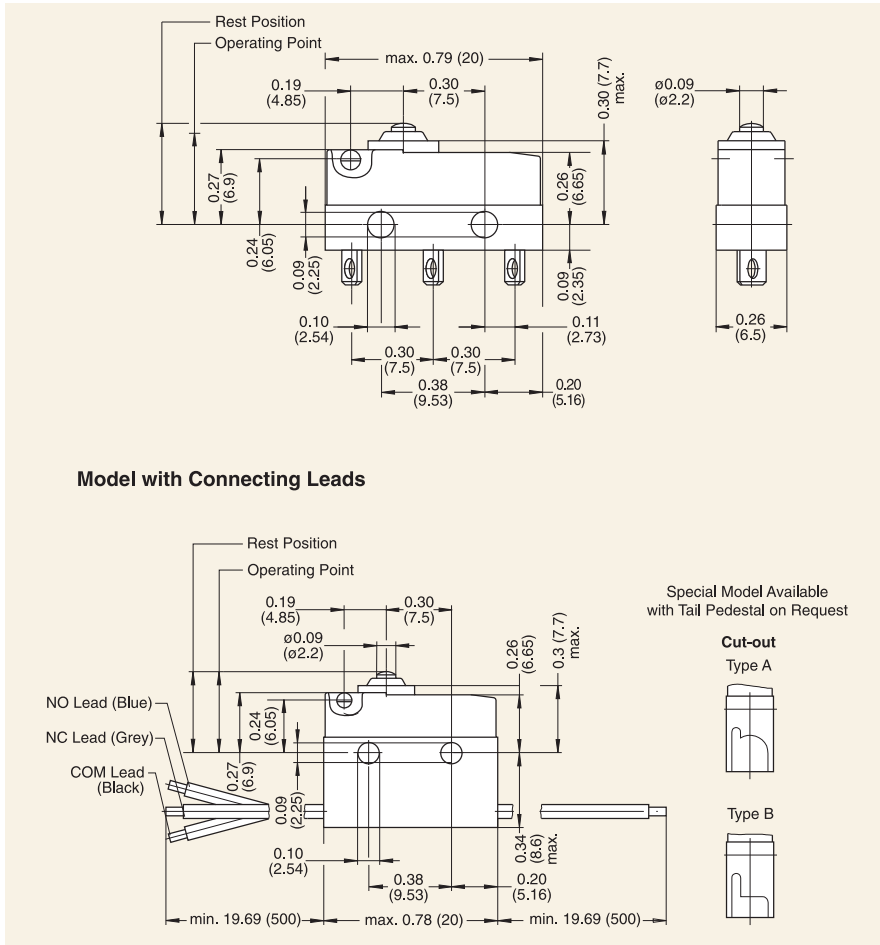 Rest Position
Operating Point
max. 0.79 (20)
0.19
(4.85)
0.30
(7.5)
0.30 (7.7)
max.
ø0.09
(ø2.2)
0.27
(6.9)
0.24
(6.05)
0.09
(2.25)
0.26
(6.65)
0.09
(2.35)
0.10
(2.54)
0.11
(2.73)
0.30
(7.5)
0.30
(7.5)
0.38
(9.53)
0.20
(5.16)
0.26
(6.5)
Model with Connecting Leads
Rest Position
Operating Point
0.19
(4.85)
0.30
(7.5)
ø0.09
(ø2.2)
0.26
(6.65)
0.3 (7.7)
max.
NO Lead (Blue)
NC Lead (Grey)
COM Lead
(Black)
0.24
(6.05)
0.27
(6.9)
0.09
(2.25)
0.34
(8.6)
max.
0.10
(2.54)
0.38
(9.53)
0.20
(5.16)
min. 19.69 (500)
max. 0.78 (20)
min. 19.69 (500)
Special Model Available
with Tail Pedestal on Request
Cut-out
Type A
Type B